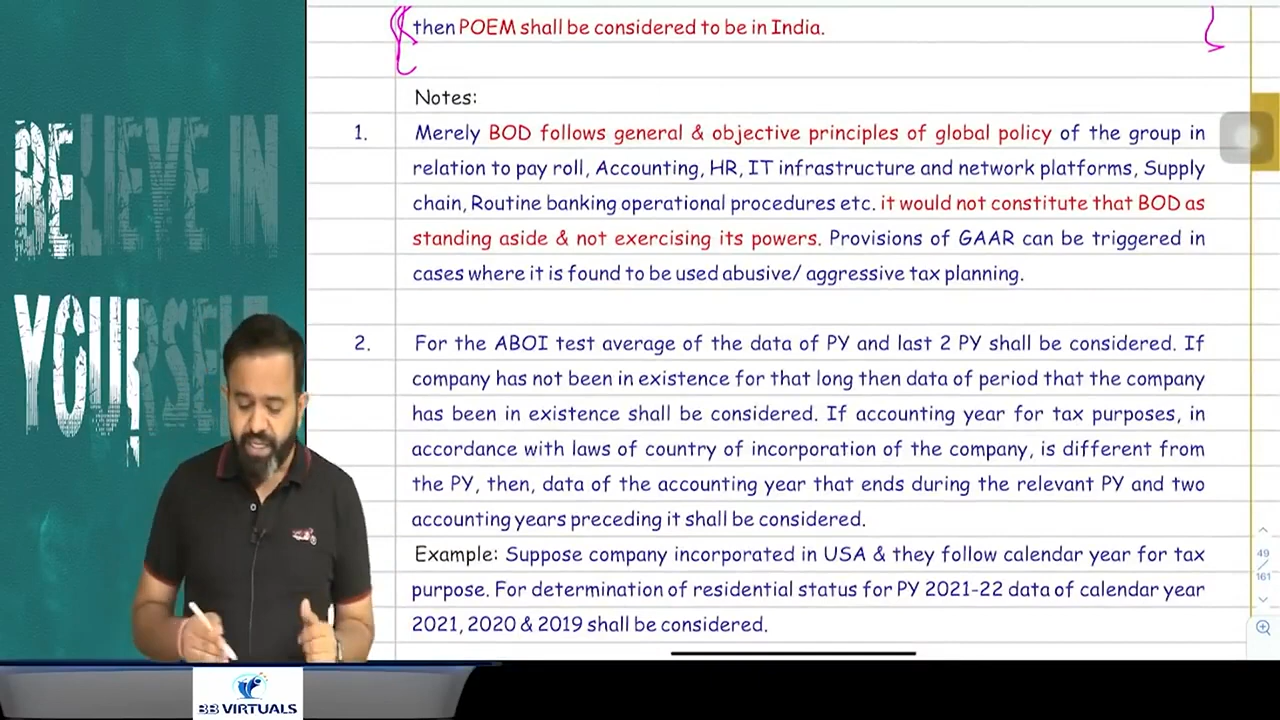 then POEM shall be considered to be in India.
Notes:
1. Merely BOD follows general & objective principles of global policy of the group in
relation to pay roll, Accounting, HR, IT infrastructure and network platforms, Supply
chain, Routine banking operational procedures etc. it would not constitute that BOD as
standing aside & not exercising its powers. Provisions of GAAR can be triggered in
cases where it is found to be used abusive/ aggressive tax planning.
2. For the ABOI test average of the data of PY and last 2 PY shall be considered. If
company has not been in existence for that long then data of period that the company
has been in existence shall be considered. If accounting year for tax purposes, in
accordance with laws of country of incorporation of the company, is different from
the PY, then, data of the accounting year that ends during the relevant PY and two
accounting years preceding it shall be considered.
Example: Suppose company incorporated in USA & they follow calendar year for tax
purpose. For determination of residential status for PY 2021-22 data of calendar year
2021, 2020 & 2019 shall be considered.
BELIEVE IN
49
/
161
BB VIRTUALS